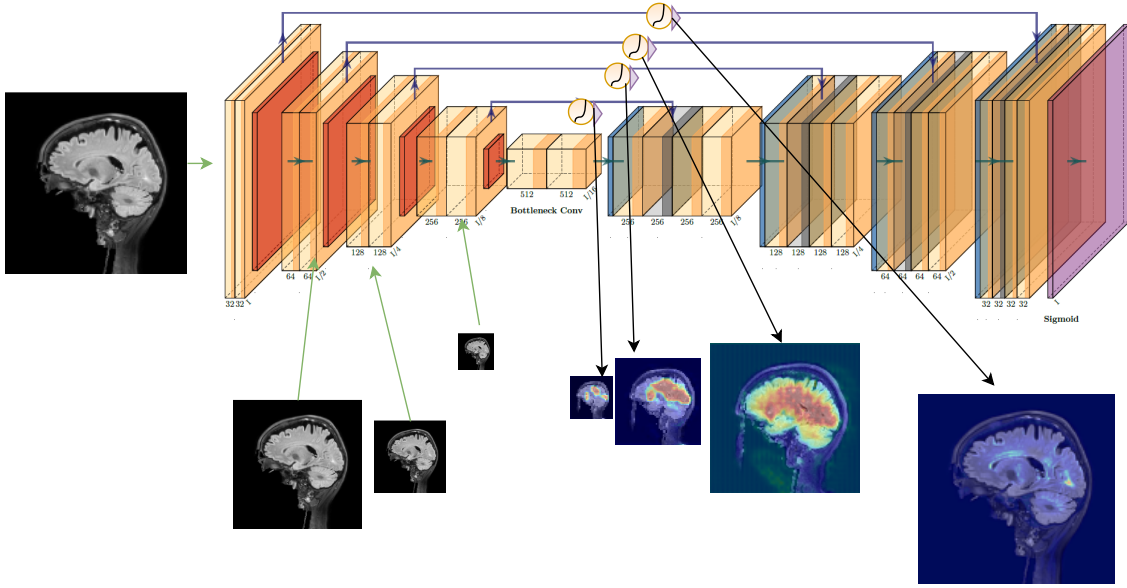 32 32 1
64 64 1/2
128 128 1/4
256 256 1/8
512 512 1/16
Bottleneck Conv
256 256 256 256 1/8
128 128 128 128 1/4
64 64 64 64 1/2
32 32 32 32
1
Sigmoid